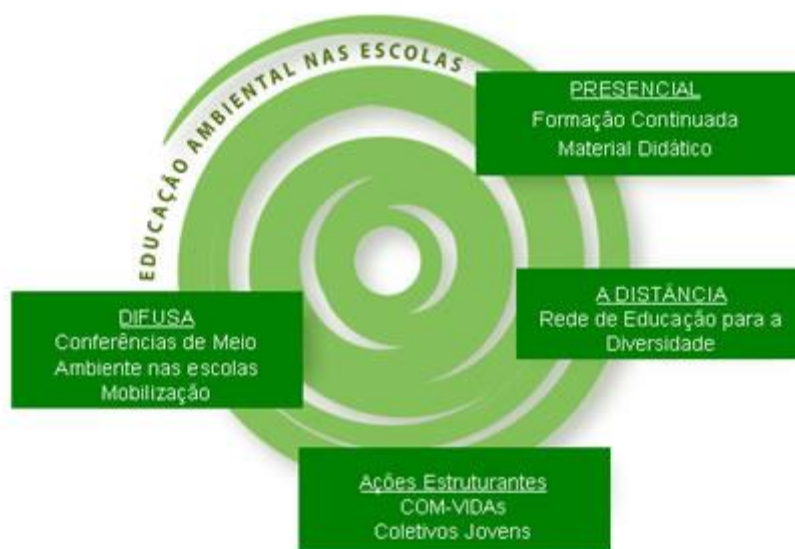 EDUCAÇÃO AMBIENTAL NAS ESCOLAS
PRESENCIAL
Formação Continuada
Material Didático
A DISTÂNCIA
Rede de Educação para a
Diversidade
DIFUSA
Conferências de Meio
Ambiente nas escolas
Mobilização
Ações Estruturantes
COM-VIDAs
Coletivos Jovens